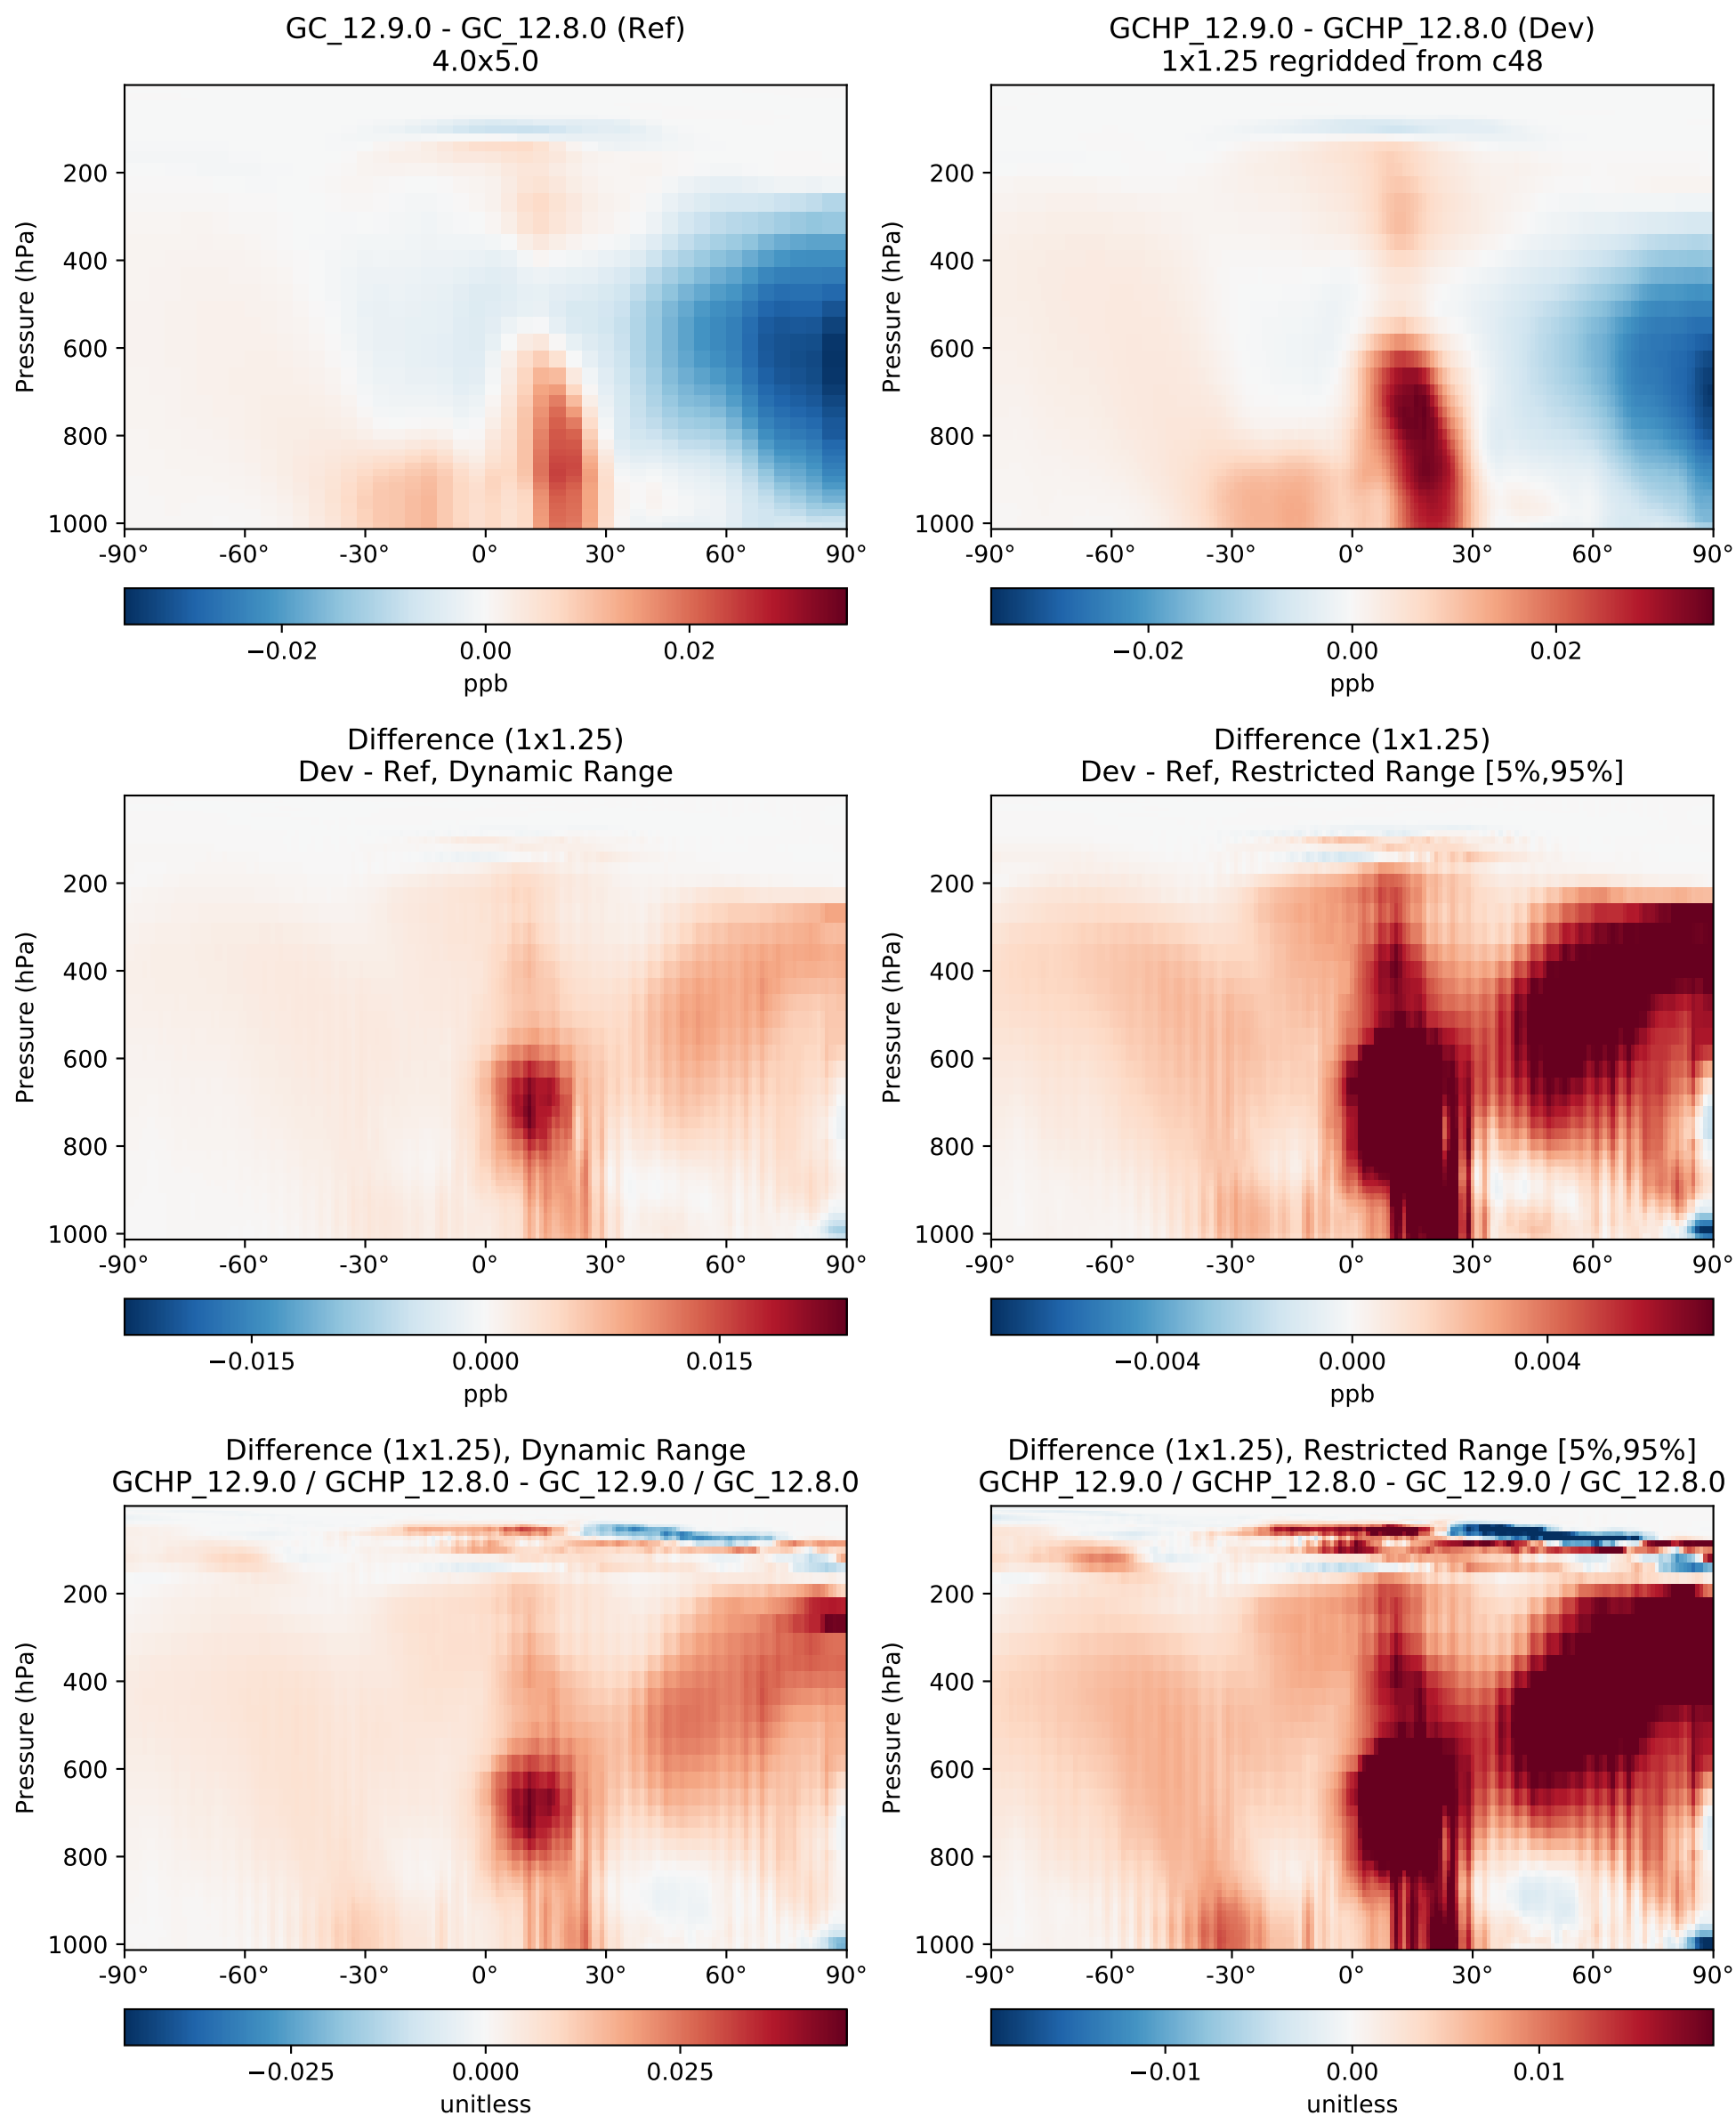 GC_12.9.0 - GC_12.8.0 (Ref)
4.0x5.0
Pressure (hPa)
200
400
600
800
1000
-90° -60° -30° 0° 30° 60° 90°
−0.02 0.00 0.02
ppb
GCHP_12.9.0 - GCHP_12.8.0 (Dev)
1x1.25 regridded from c48
Pressure (hPa)
200
400
600
800
1000
-90° -60° -30° 0° 30° 60° 90°
−0.02 0.00 0.02
ppb
Difference (1x1.25)
Dev - Ref, Dynamic Range
Pressure (hPa)
200
400
600
800
1000
-90° -60° -30° 0° 30° 60° 90°
−0.015 0.000 0.015
ppb
Difference (1x1.25)
Dev - Ref, Restricted Range [5%,95%]
Pressure (hPa)
200
400
600
800
1000
-90° -60° -30° 0° 30° 60° 90°
−0.004 0.000 0.004
ppb
Difference (1x1.25), Dynamic Range
GCHP_12.9.0 / GCHP_12.8.0 - GC_12.9.0 / GC_12.8.0
Pressure (hPa)
200
400
600
800
1000
-90° -60° -30° 0° 30° 60° 90°
−0.025 0.000 0.025
unitless
Difference (1x1.25), Restricted Range [5%,95%]
GCHP_12.9.0 / GCHP_12.8.0 - GC_12.9.0 / GC_12.8.0
Pressure (hPa)
200
400
600
800
1000
-90° -60° -30° 0° 30° 60° 90°
−0.01 0.00 0.01
unitless